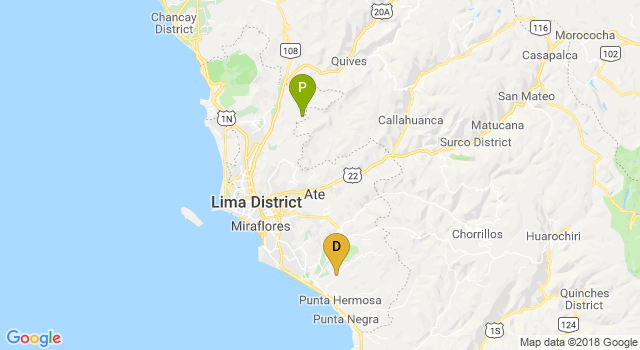 20A
Chancay
District
116
Morococha
108
Casapalca
102
Quives
P
San Mateo
1N
Callahuanca
Matucana
Surco District
22
Ate
Lima District
Miraflores
Chorrillos
Huarochiri
D
Punta Hermosa
Quinches
District
Punta Negra
124
1S
Google
Map data ©2018 Google